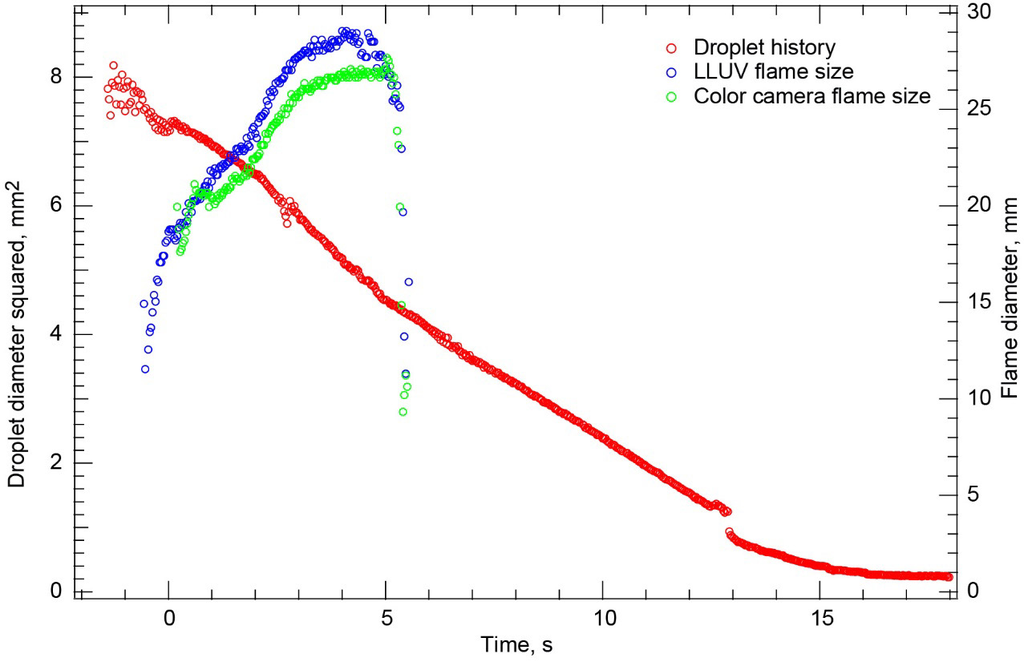 Droplet history
LLUV flame size
Color camera flame size
Droplet diameter squared, mm2
8
6
4
2
0
Flame diameter, mm
30
25
20
15
10
5
0
0
5
10
15
Time, s